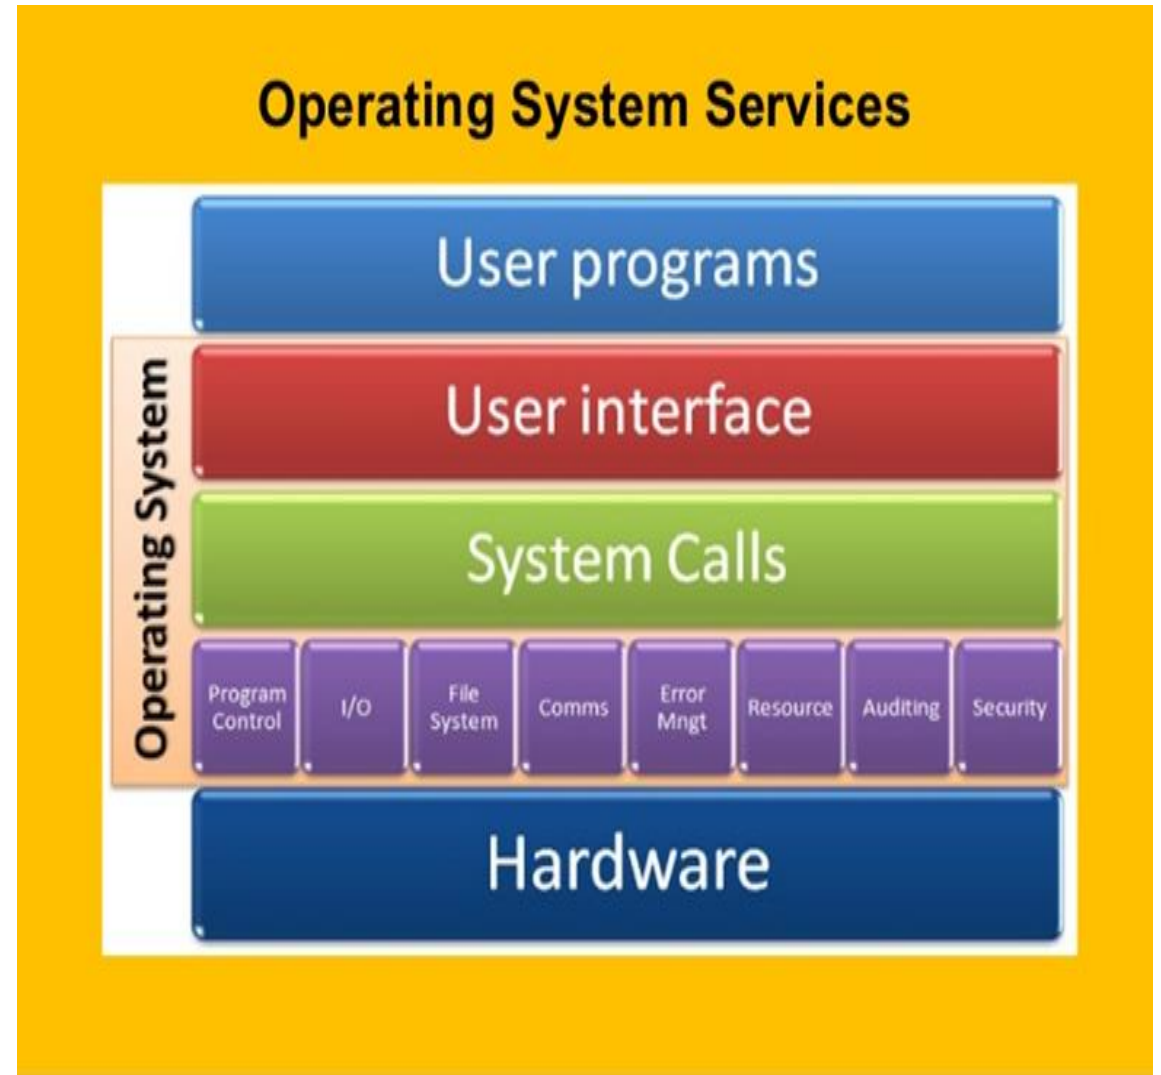 Operating System Services
User programs
Operating System
User interface
System Calls
Program
Control
I/O
File
System
Comms
Error
Mngt
Resource
Auditing
Security
Hardware